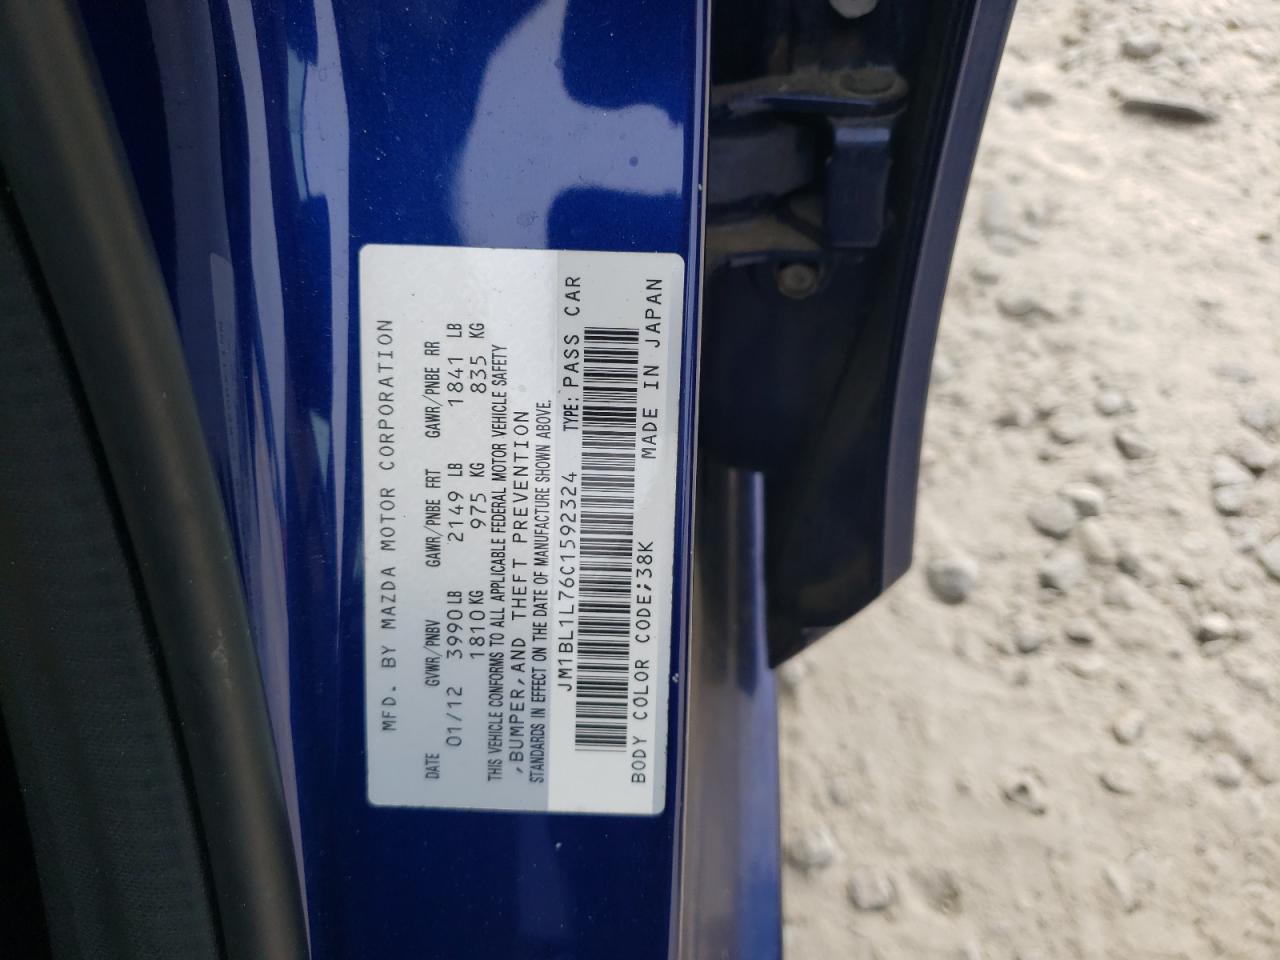 MFD. BY MAZDA MOTOR CORPORATION
DATE GVWR/PNBV GAWR/PNBE FRT GAWR/PNBE RR
01/12 3990 LB 2149 LB 1841 LB
1810 KG 975 KG 835 KG
THIS VEHICLE CONFORMS TO ALL APPLICABLE FEDERAL MOTOR VEHICLE SAFETY
,BUMPER,AND THEFT PREVENTION
STANDARDS IN EFFECT ON THE DATE OF MANUFACTURE SHOWN ABOVE.
JM1BL1L76C1592324 TYPE: PASS CAR
BODY COLOR CODE;38K MADE IN JAPAN